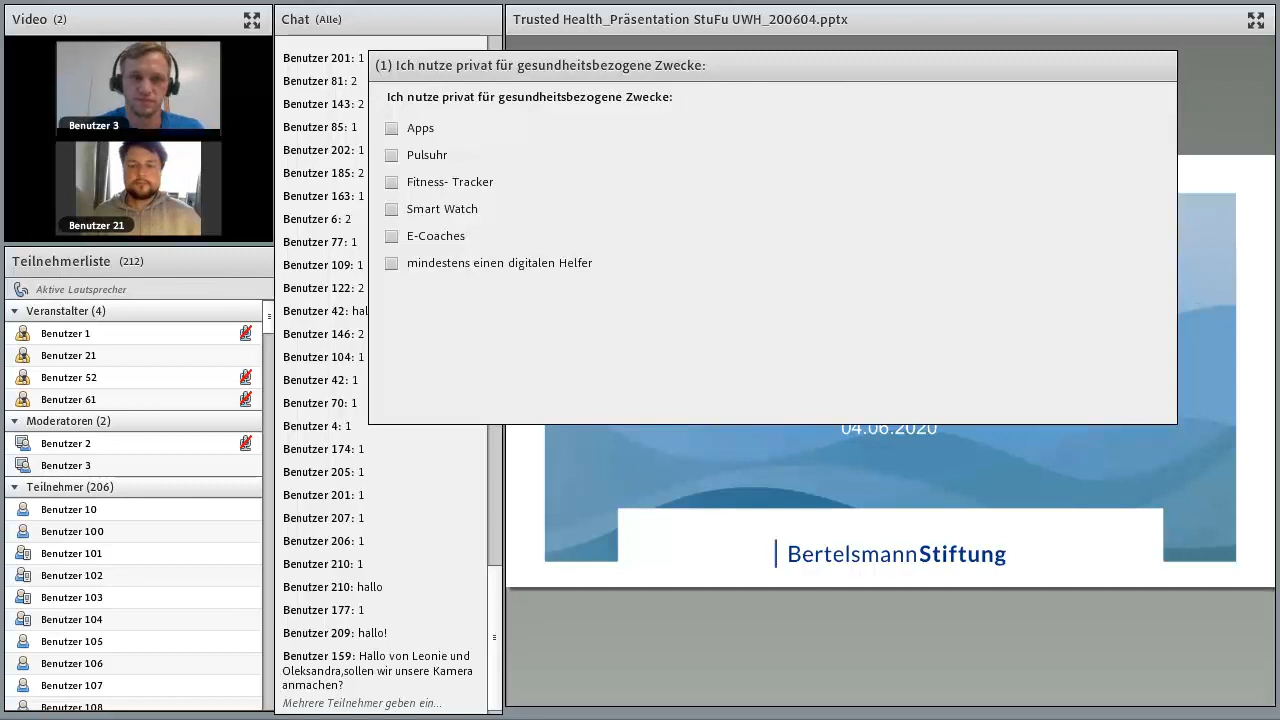 Video (2)
Benutzer 3
Benutzer 21
Teilnehmerliste (212)
Aktive Lautsprecher
Veranstalter (4)
Benutzer 1
Benutzer 21
Benutzer 52
Benutzer 61
Moderatoren (2)
Benutzer 2
Benutzer 3
Teilnehmer (206)
Benutzer 10
Benutzer 100
Benutzer 101
Benutzer 102
Benutzer 103
Benutzer 104
Benutzer 105
Benutzer 106
Benutzer 107
Benutzer 108
Chat (Alle)
Benutzer 201: 1
Benutzer 81: 2
Benutzer 143: 2
Benutzer 85: 1
Benutzer 202: 1
Benutzer 185: 2
Benutzer 163: 1
Benutzer 6: 2
Benutzer 77: 1
Benutzer 109: 1
Benutzer 122: 2
Benutzer 42: hal
Benutzer 146: 2
Benutzer 104: 1
Benutzer 42: 1
Benutzer 70: 1
Benutzer 4: 1
Benutzer 174: 1
Benutzer 205: 1
Benutzer 201: 1
Benutzer 207: 1
Benutzer 206: 1
Benutzer 210: 1
Benutzer 210: hallo
Benutzer 177: 1
Benutzer 209: hallo!
Benutzer 159: Hallo von Leonie und
Oleksandra,sollen wir unsere Kamera
anmachen?
Mehrere Teilnehmer geben ein...
Trusted Health_Präsentation StuFu UWH_200604.pptx
(1) Ich nutze privat für gesundheitsbezogene Zwecke:
Ich nutze privat für gesundheitsbezogene Zwecke:
Apps
Pulsuhr
Fitness- Tracker
Smart Watch
E-Coaches
mindestens einen digitalen Helfer
04.06.2020
BertelsmannStiftung